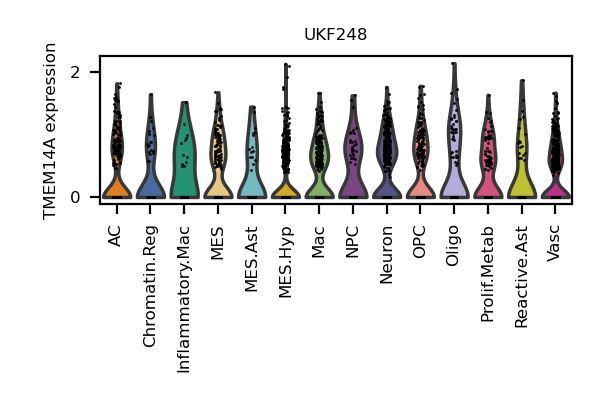 UKF248
TMEM14A expression
2
0
AC
Chromatin.Reg
Inflammatory.Mac
MES
MES.Ast
MES.Hyp
Mac
NPC
Neuron
OPC
Oligo
Prolif.Metab
Reactive.Ast
Vasc